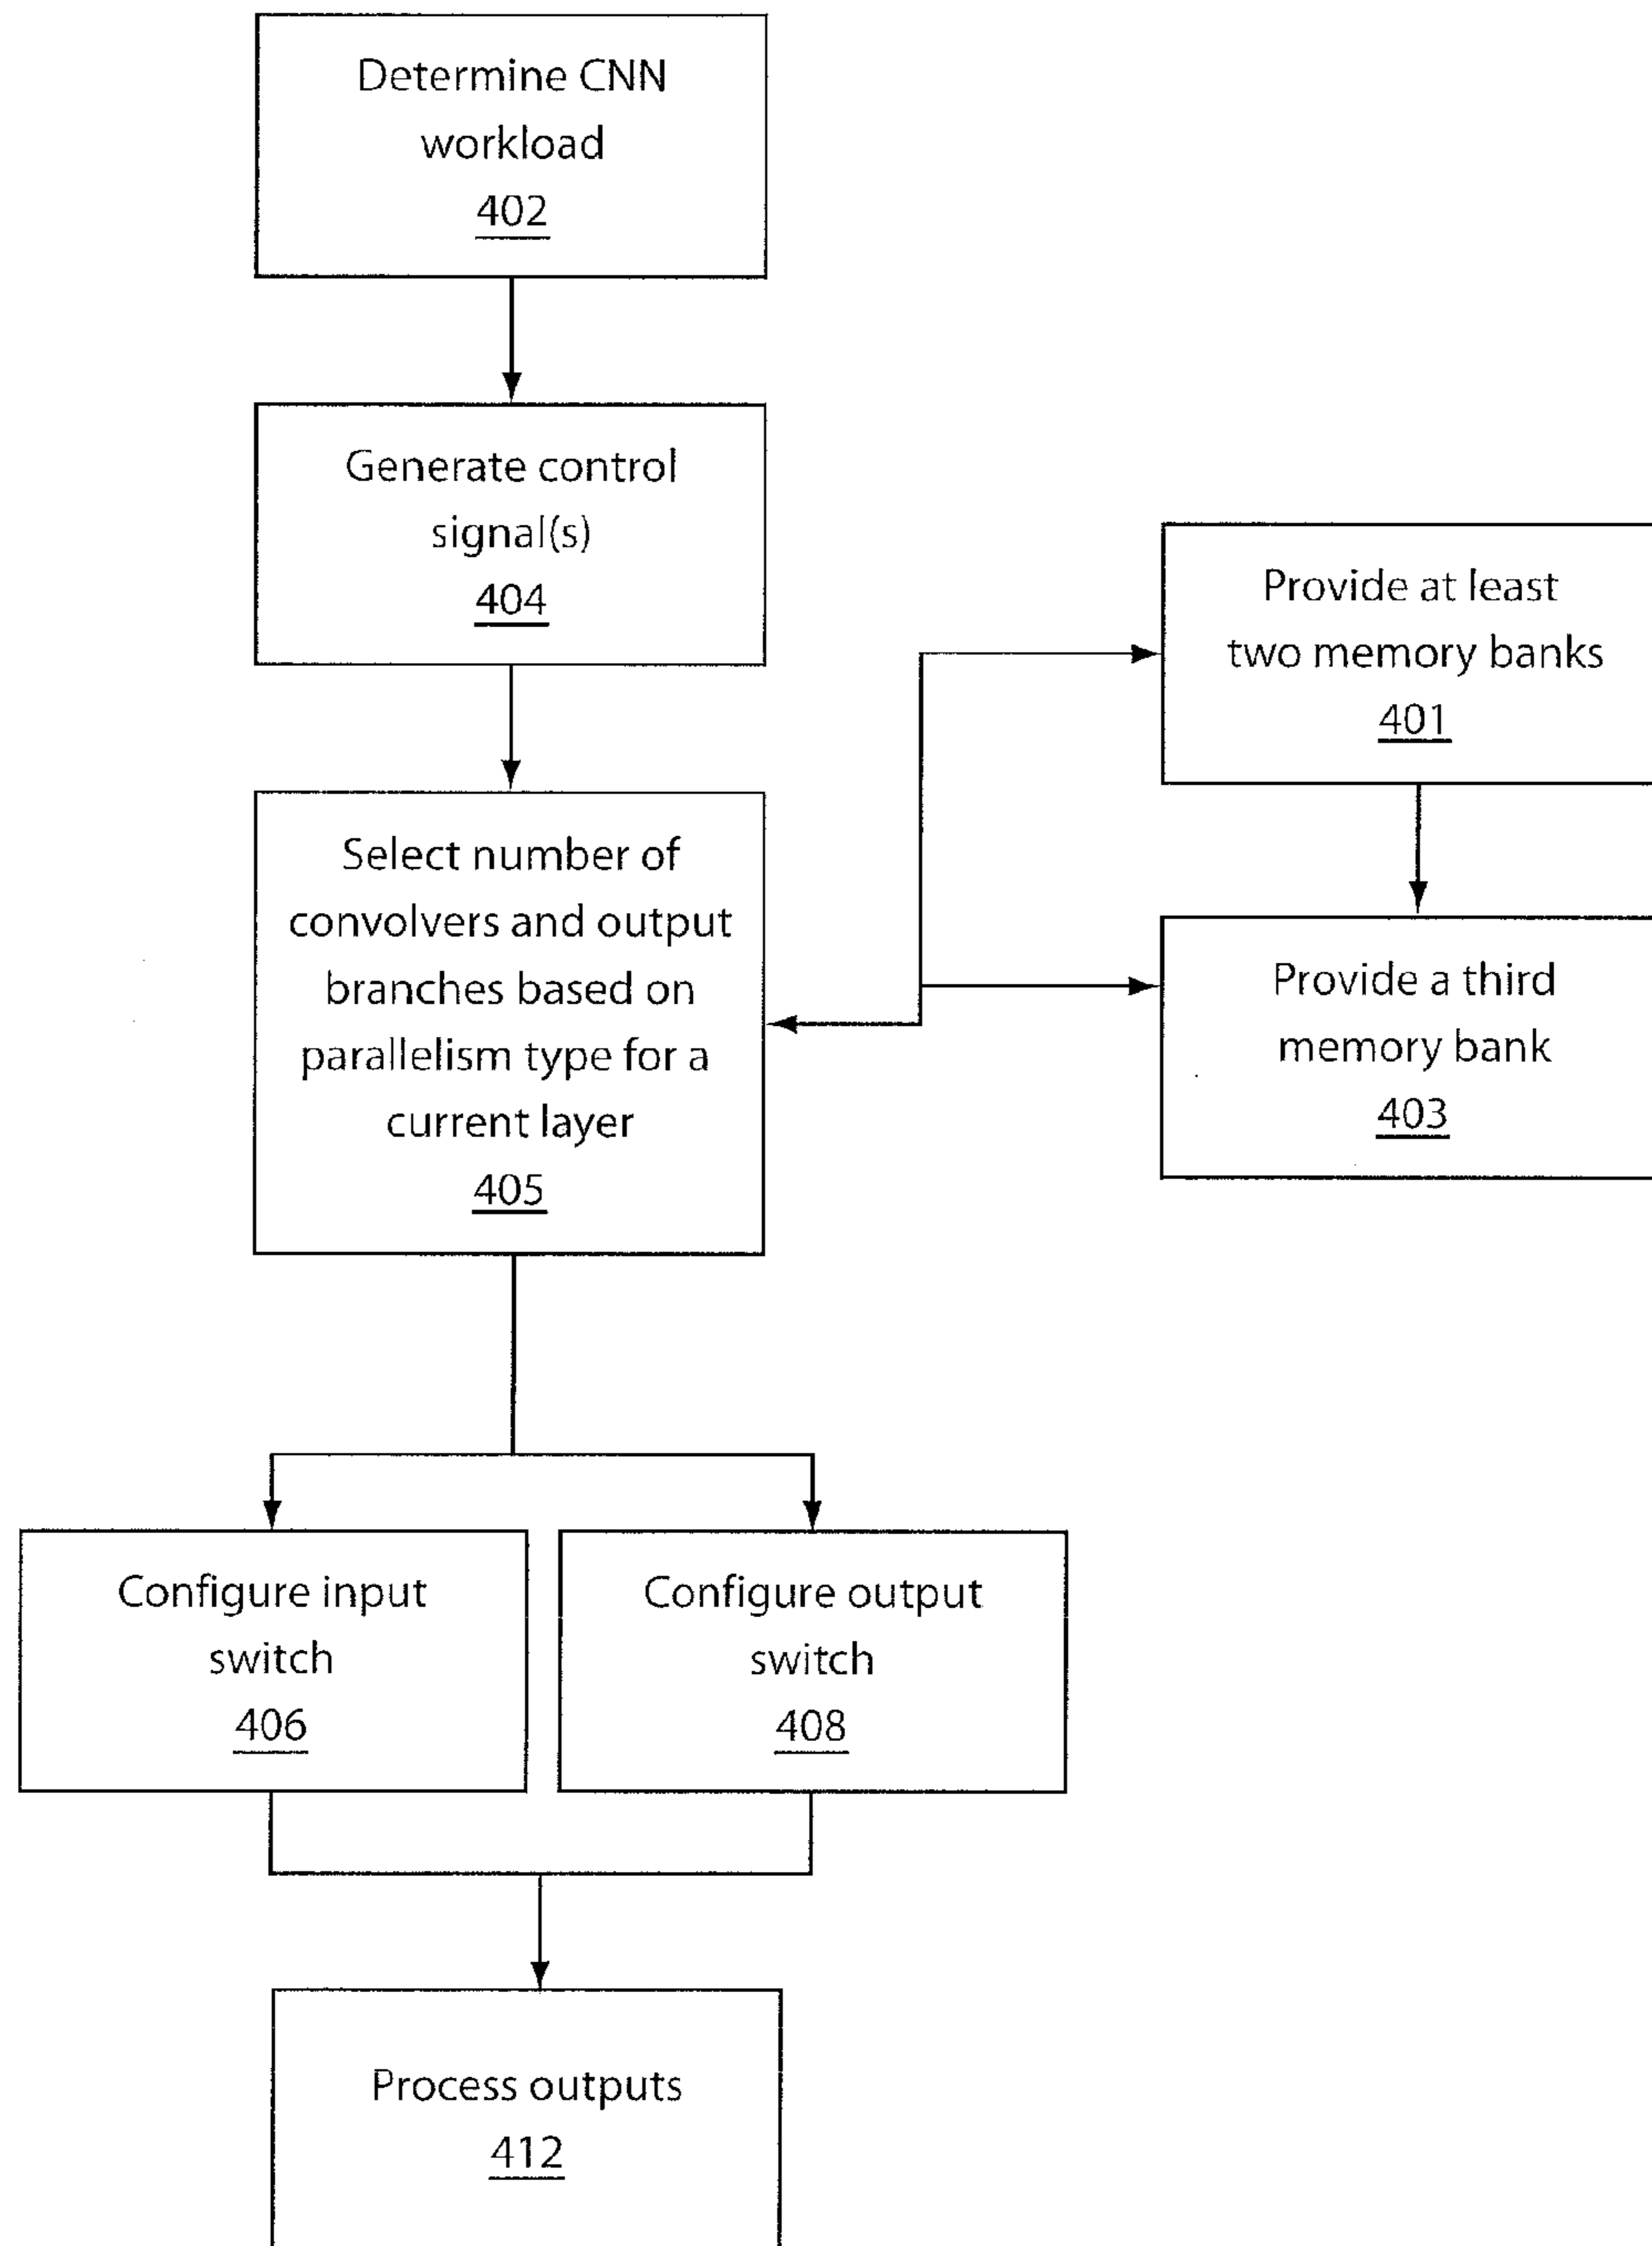 Determine CNN
workload
402
Generate control
signal(s)
404
Provide at least
two memory banks
401
Select number of
convolvers and output
branches based on
parallelism type for a
current layer
405
Provide a third
memory bank
403
Configure input
switch
406
Configure output
switch
408
Process outputs
412